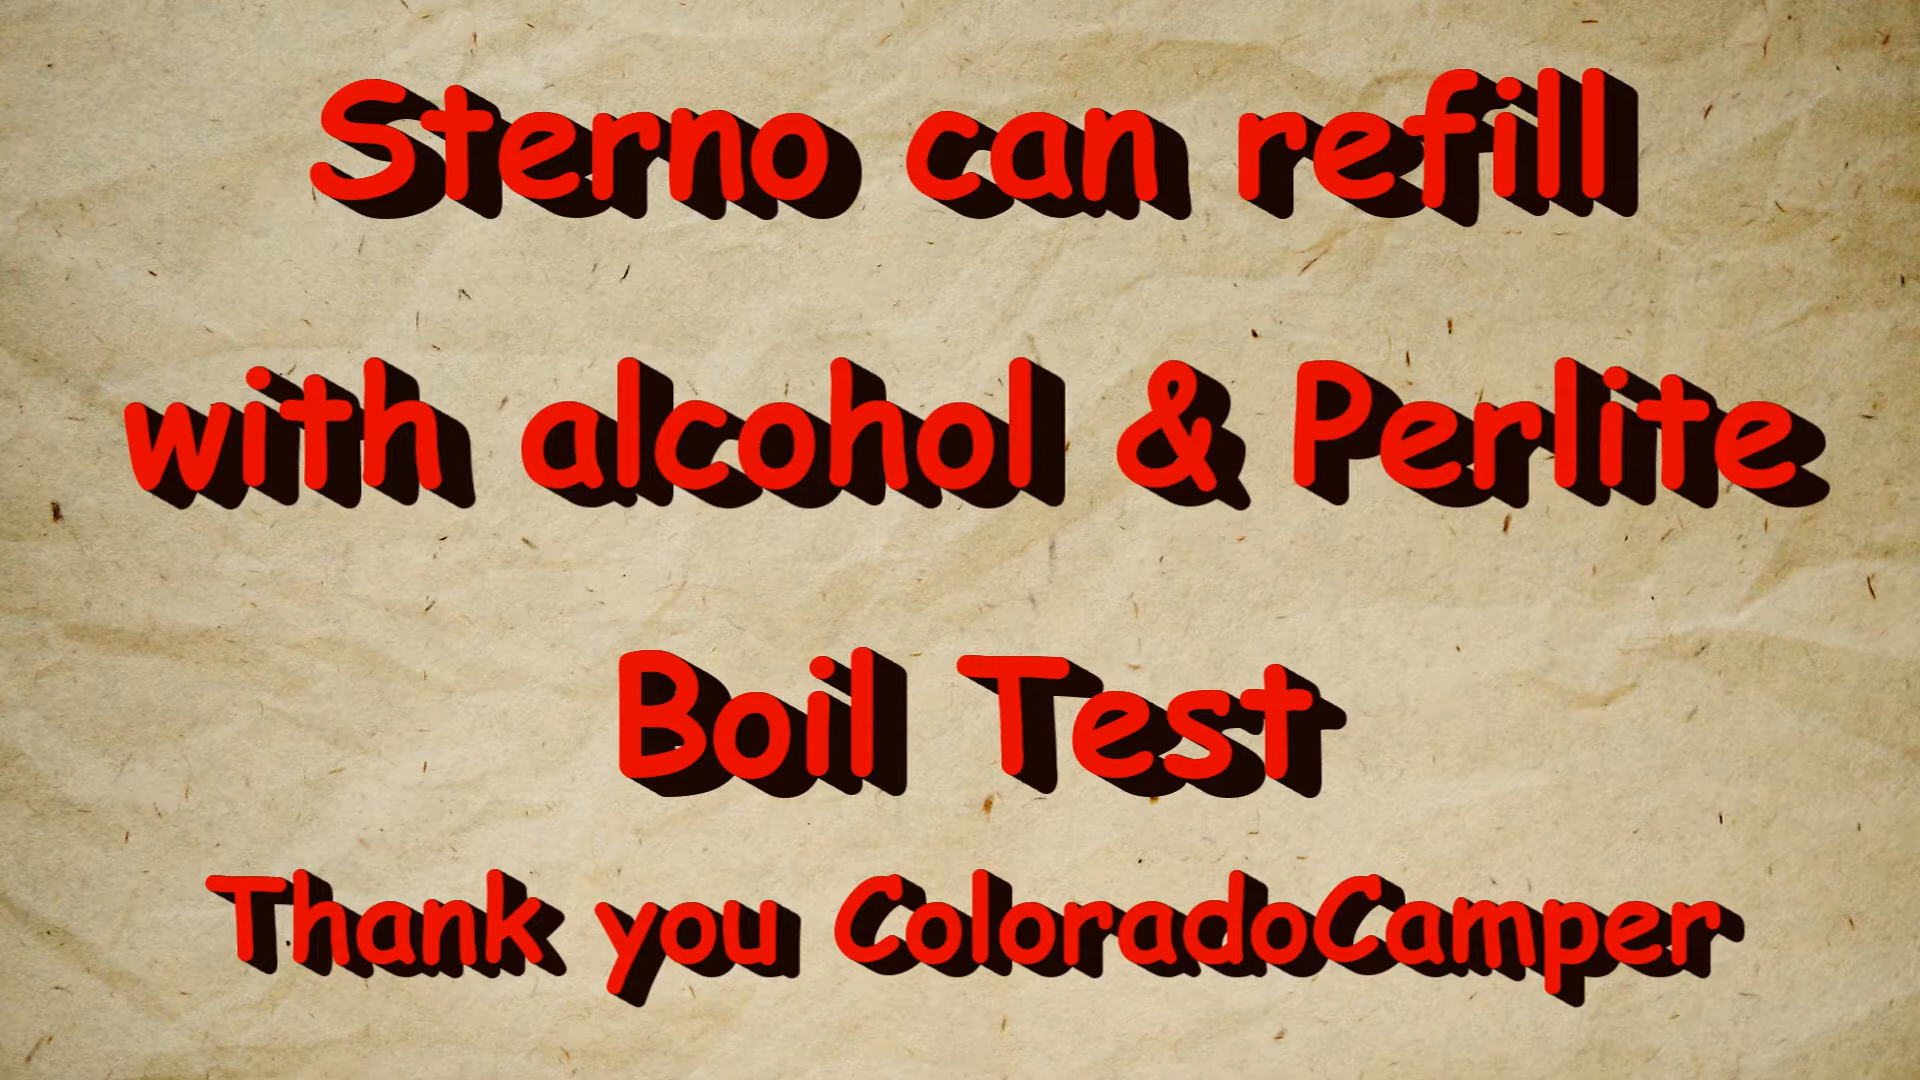 Sterno can refill
with alcohol & Perlite
Boil Test
Thank you ColoradoCamper